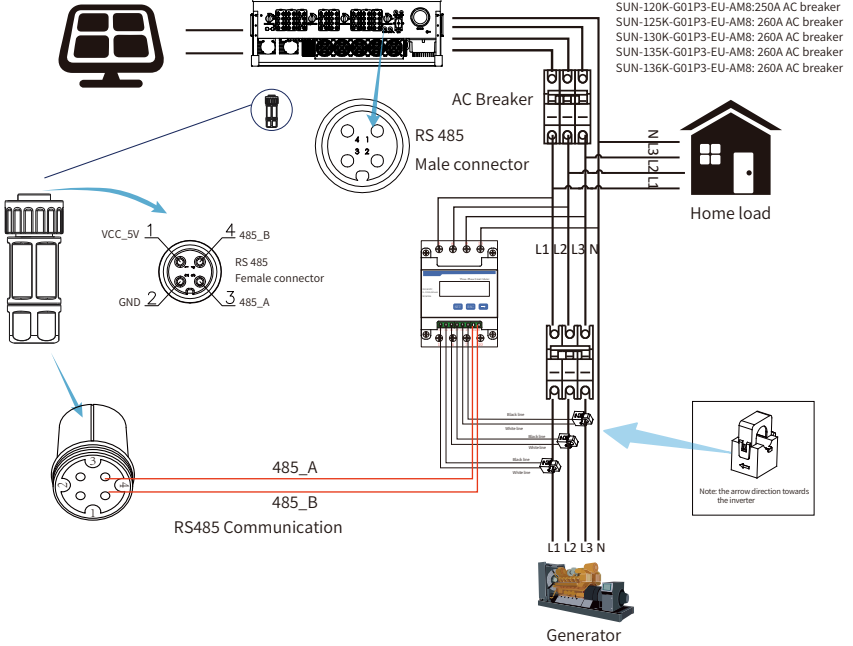 SUN-120K-G01P3-EU-AM8:250A AC breaker
SUN-125K-G01P3-EU-AM8: 260A AC breaker
SUN-130K-G01P3-EU-AM8: 260A AC breaker
SUN-135K-G01P3-EU-AM8: 260A AC breaker
SUN-136K-G01P3-EU-AM8: 260A AC breaker
AC Breaker
RS 485
Male connector
4 1
3 2
N
L3
L2
L1
Home load
VCC_5V 1
4 485_B
RS 485
Female connector
GND 2
3 485_A
L1 L2 L3 N
Black line
White line
Black line
White line
Black line
White line
3
2
4
1
485_A
485_B
RS485 Communication
Note: the arrow direction towards
the inverter
L1 L2 L3 N
Generator